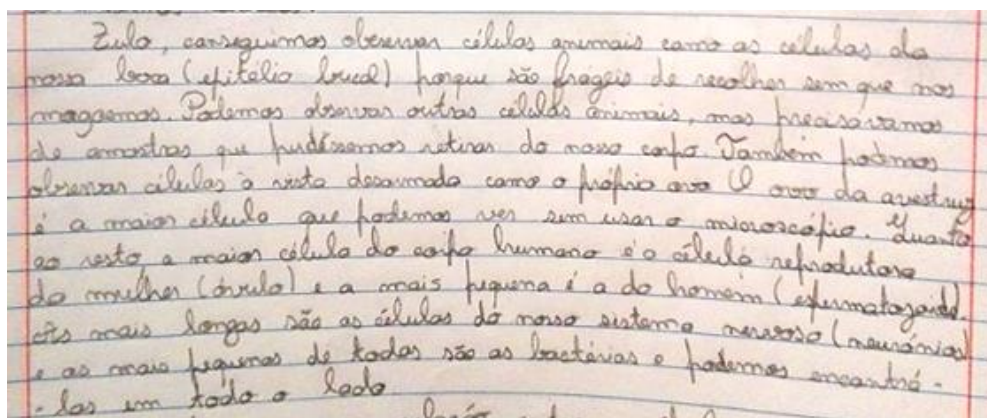 Zulo, conseguimos observar células animais como as células da
nossa boca (epitélio bucal) porque são frágeis de recolher sem que nos
magoemos. Podemos observar outras células animais, mas precisavamos
de amostras que pudéssemos retirar do nosso corpo. Também podemos
observar células à vista desarmada como o próprio ovo O ovo da avestruz
é a maior célula que podemos ver sem usar o microscópio. Quanto
ao resto a maior célula do corpo humano é a célula reprodutora
da mulher (óvulo) e a mais pequena é a do homem (espermatozoide).
As mais longas são as células do nosso sistema nervoso (neurónios)
e as mais pequenas de todas são as bactérias e podemos encontrá-
-las em todo o lado.